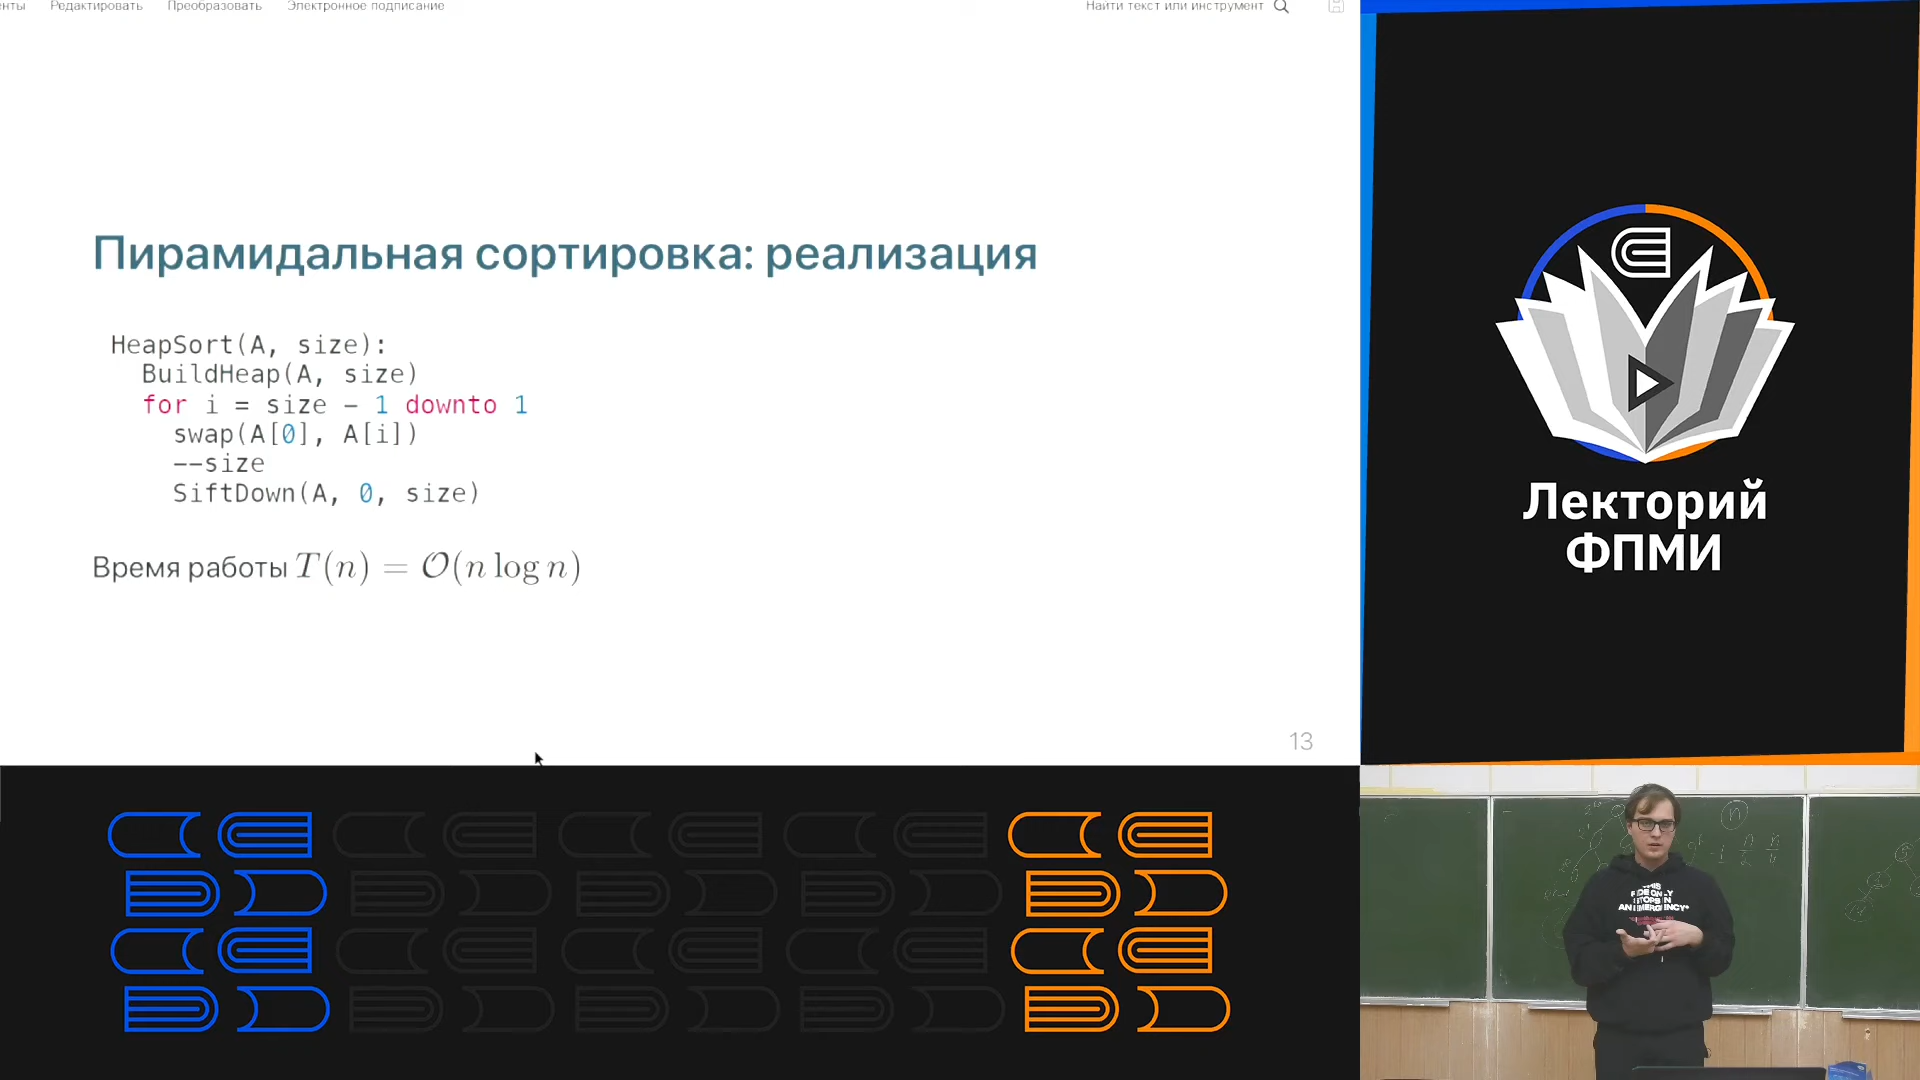 Редактировать
Преобразовать
Электронное подписание
Найти текст или инструмент
Пирамидальная сортировка: реализация
HeapSort(A, size):
BuildHeap(A, size)
for i = size - 1 downto 1
swap(A[0], A[i])
--size
SiftDown(A, 0, size)
Время работы T(n) = O(n log n)
13
Лекторий
ФПМИ